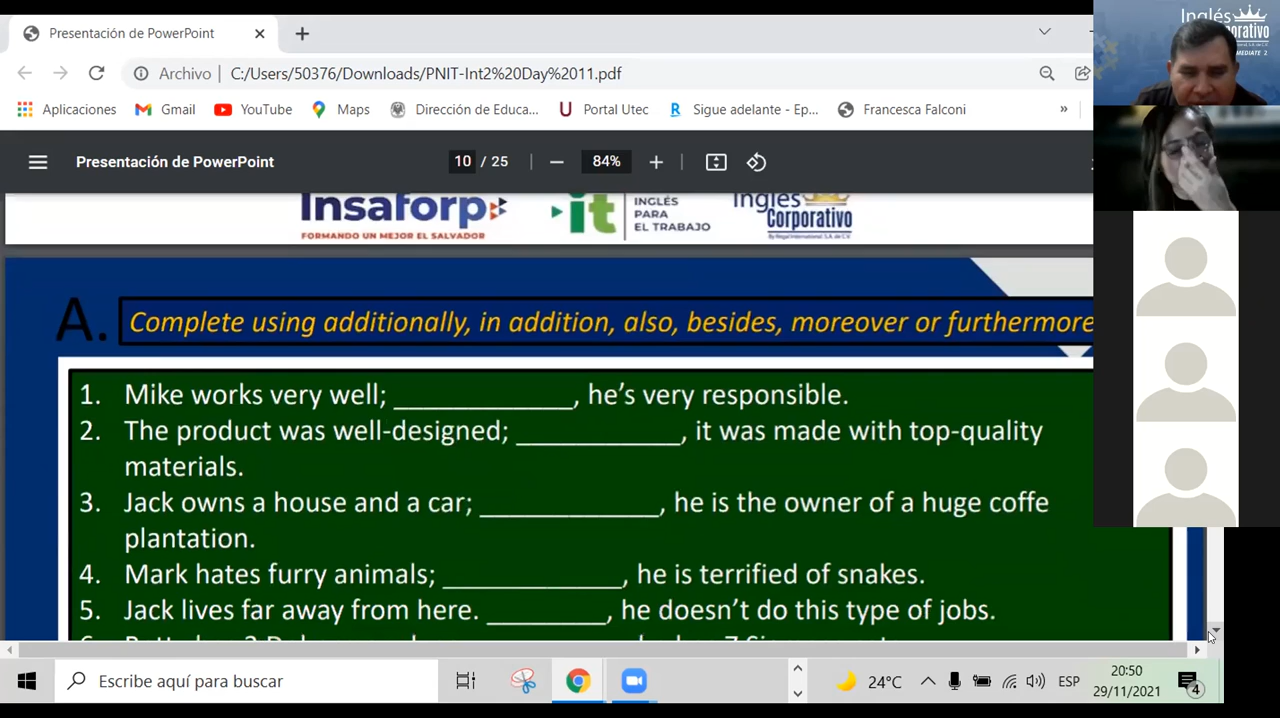 Presentación de PowerPoint
Archivo | C:/Users/50376/Downloads/PNIT-Int2%20Day%2011.pdf
Aplicaciones Gmail YouTube Maps Dirección de Educa... Portal Utec Sigue adelante - Ep... Francesca Falconi »
Presentación de PowerPoint 10 / 25 84%
Insaforp
FORMANDO UN MEJOR EL SALVADOR
it
INGLÉS
PARA
EL TRABAJO
Inglés
Corporativo
A. Complete using additionally, in addition, also, besides, moreover or furthermore
1. Mike works very well; ____________, he's very responsible.
2. The product was well-designed; ___________, it was made with top-quality
materials.
3. Jack owns a house and a car; ____________, he is the owner of a huge coffe
plantation.
4. Mark hates furry animals; ____________, he is terrified of snakes.
5. Jack lives far away from here. ________, he doesn't do this type of jobs.
Escribe aquí para buscar
24°C
ESP
20:50
29/11/2021
4
Inglés